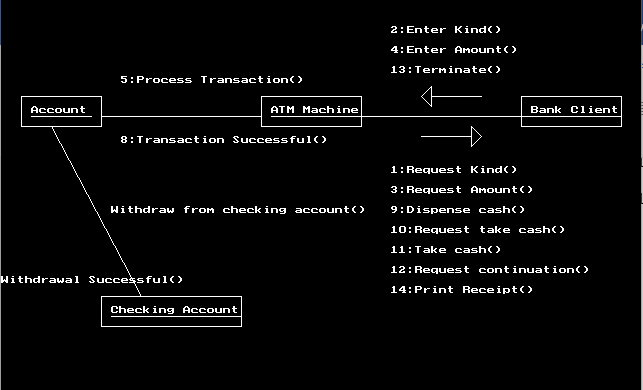 2:Enter Kind()
4:Enter Amount()
13:Terminate()
5:Process Transaction()
Account
ATM Machine
Bank Client
8:Transaction Successful()
1:Request Kind()
3:Request Amount()
Withdraw from checking account()
9:Dispense cash()
10:Request take cash()
11:Take cash()
12:Request continuation()
Withdrawal Successful()
14:Print Receipt()
Checking Account